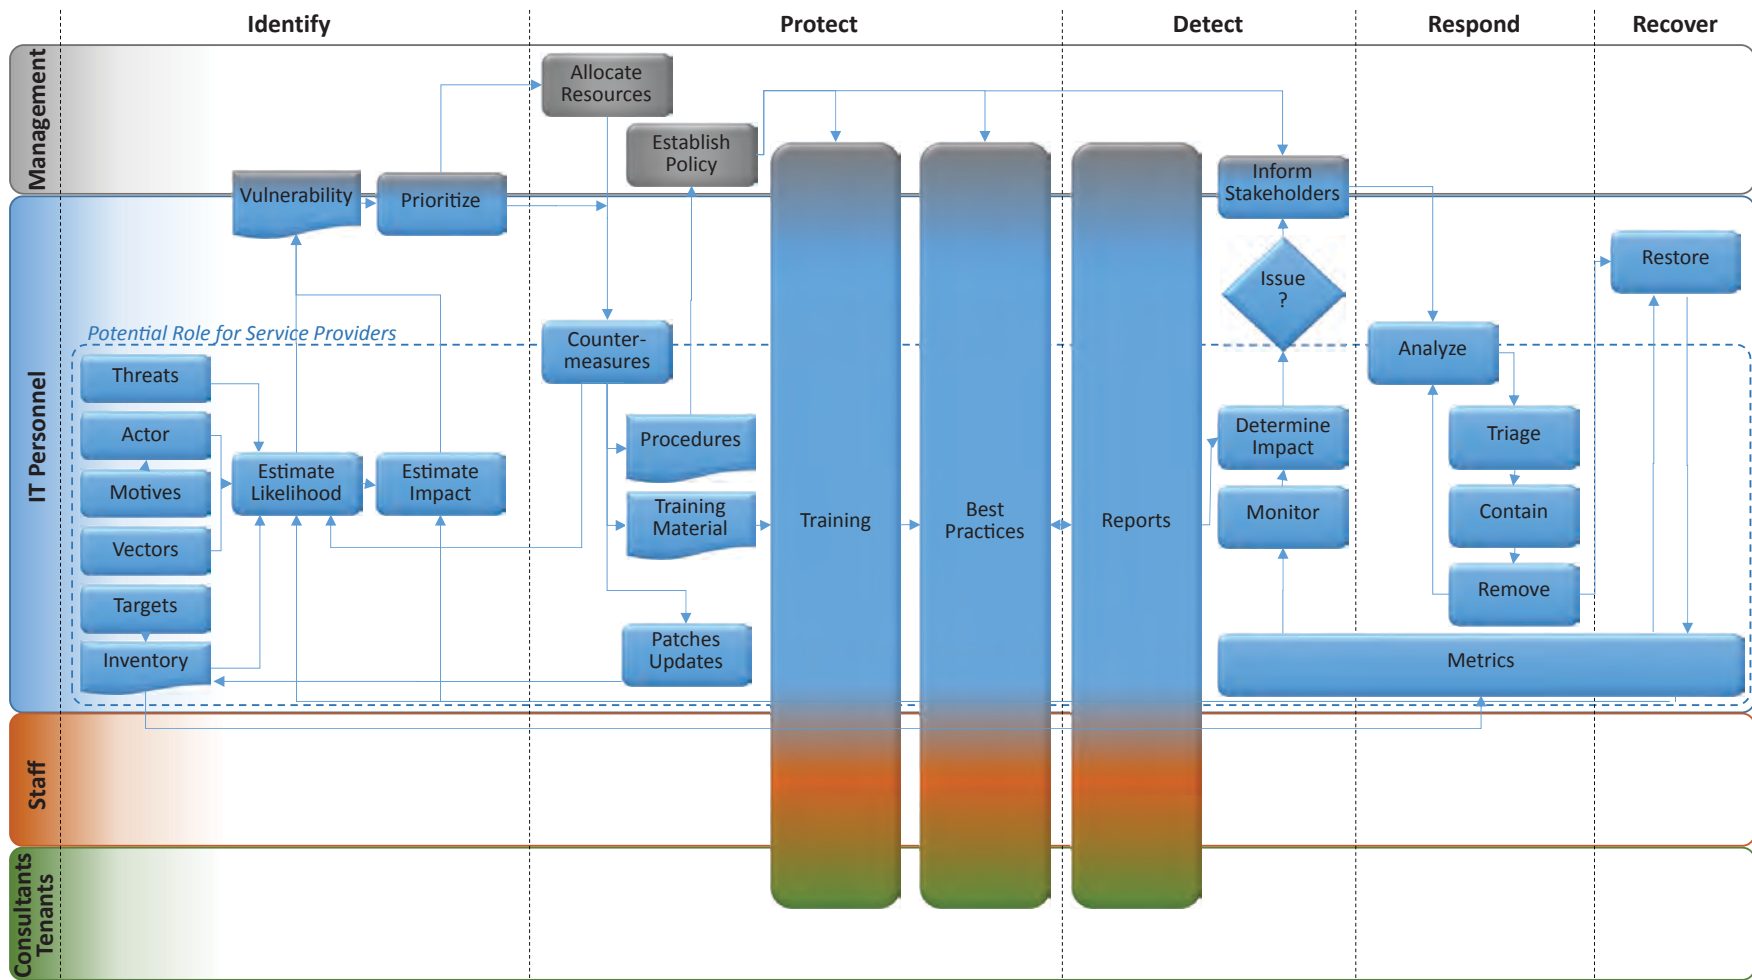 Identify
Protect
Detect
Respond
Recover
Management
Allocate
Resources
Establish
Policy
Vulnerability
Prioritize
Inform
Stakeholders
IT Personnel
Issue
?
Restore
Potential Role for Service Providers
Counter-
measures
Analyze
Threats
Actor
Motives
Vectors
Targets
Inventory
Estimate
Likelihood
Estimate
Impact
Procedures
Training
Material
Patches
Updates
Training
Best
Practices
Reports
Determine
Impact
Monitor
Triage
Contain
Remove
Metrics
Staff
Consultants
Tenants